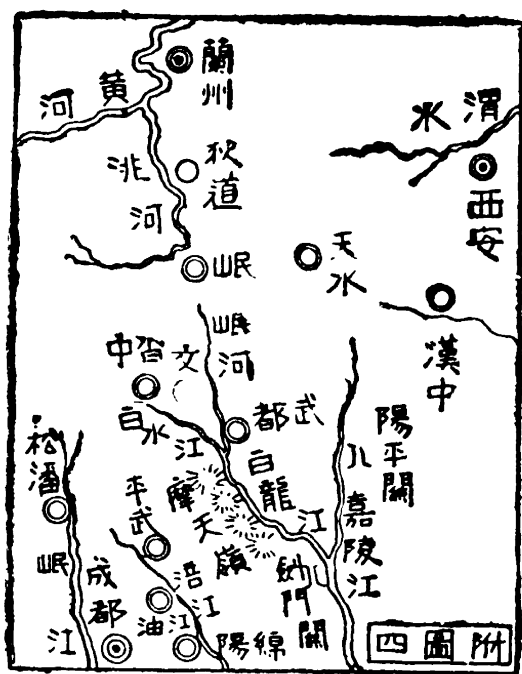 蘭州
黄河
渭水
洮河
狄道
西安
岷
天水
岷河
漢中
沓中
文
武都
陽平關
白水江
白龍江
嘉陵江
松潘
平武
摩天嶺
劍門關
岷江
成都
涪江
江油
綿陽
附圖四